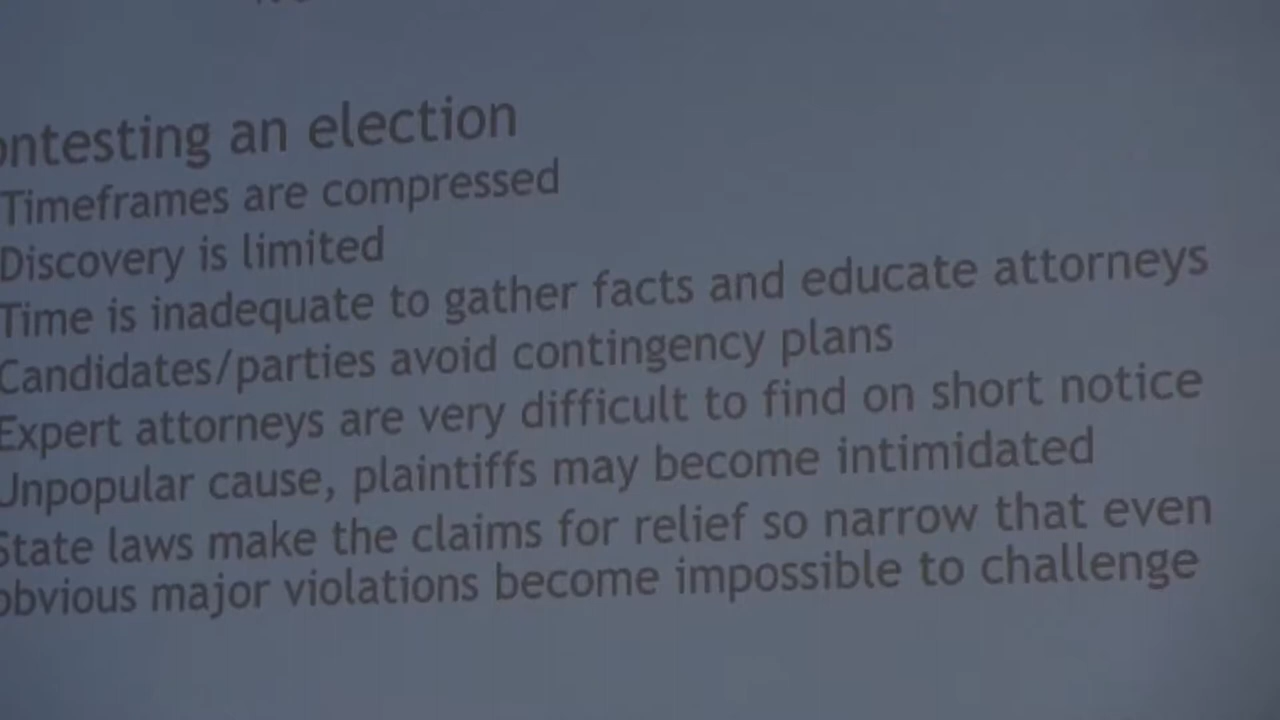 ontesting an election
Timeframes are compressed
Discovery is limited
Time is inadequate to gather facts and educate attorneys
Candidates/parties avoid contingency plans
Expert attorneys are very difficult to find on short notice
Unpopular cause, plaintiffs may become intimidated
State laws make the claims for relief so narrow that even
obvious major violations become impossible to challenge